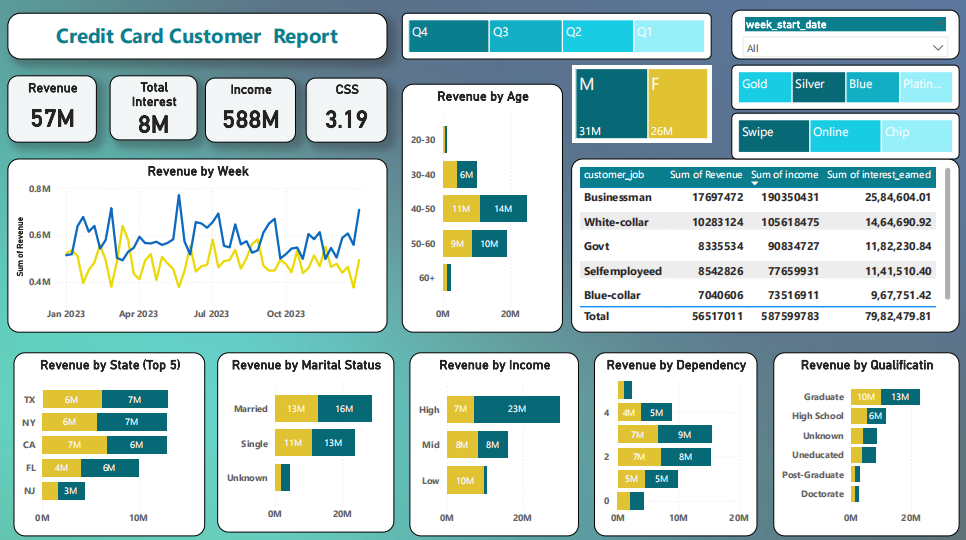 Credit Card Customer Report
Q4 Q3 Q2 Q1
week_start_date
All
Revenue
57M
Total
Interest
8M
Income
588M
CSS
3.19
M F
31M 26M
Gold Silver Blue Platin...
Swipe Online Chip
Revenue by Age
20-30
30-40 6M
40-50 11M 14M
50-60 9M 10M
60+
0M 20M
Revenue by Week
Sum of Revenue
0.8M
0.6M
0.4M
Jan 2023 Apr 2023 Jul 2023 Oct 2023
customer_job Sum of Revenue Sum of income Sum of interest_earned
Businessman 17697472 190350431 25,84,604.01
White-collar 10283124 105618475 14,64,690.92
Govt 8335534 90834727 11,82,230.84
Selfemployeed 8542826 77659931 11,41,510.40
Blue-collar 7040606 73516911 9,67,751.42
Total 56517011 587599783 79,82,479.81
Revenue by State (Top 5)
TX 6M 7M
NY 6M 7M
CA 7M 6M
FL 4M 6M
NJ 3M
0M 10M
Revenue by Marital Status
Married 13M 16M
Single 11M 13M
Unknown
0M 20M
Revenue by Income
High 7M 23M
Mid 8M 8M
Low 10M
0M 20M
Revenue by Dependency
4 4M 5M
7M 9M
2 7M 8M
5M 5M
0
0M 10M 20M
Revenue by Qualificatin
Graduate 10M 13M
High School 6M
Unknown
Uneducated
Post-Graduate
Doctorate
0M 20M